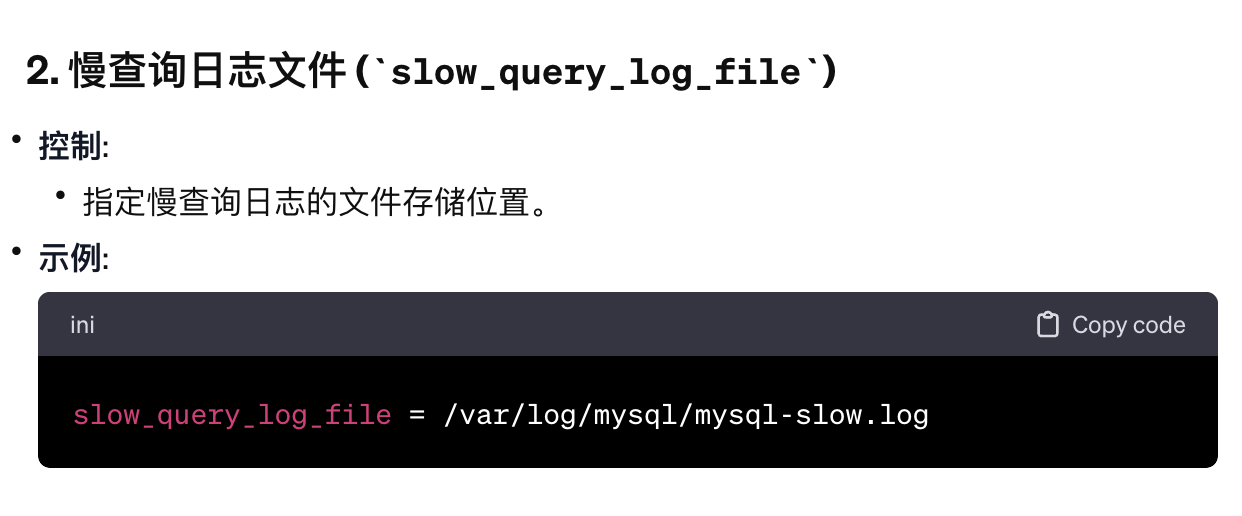 2. 慢查询日志文件 (`slow_query_log_file`)
• 控制:
• 指定慢查询日志的文件存储位置。
• 示例:
ini Copy code
slow_query_log_file = /var/log/mysql/mysql-slow.log